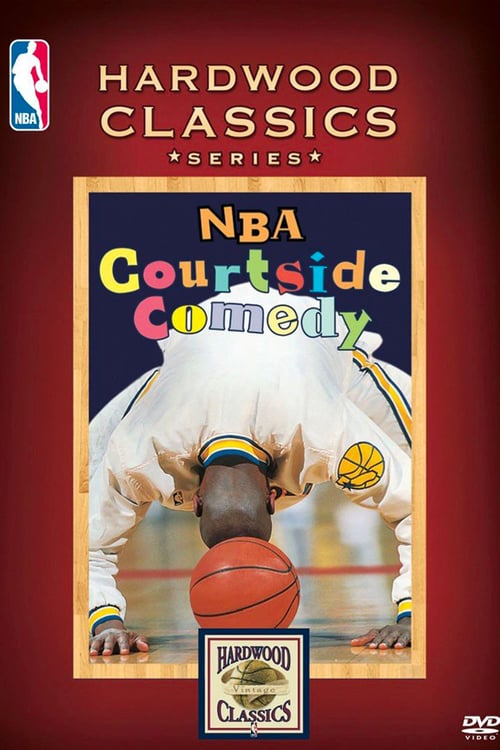 NBA
HARDWOOD
CLASSICS
★SERIES★
NBA
Courtside
Comedy
HARDWOOD
Vintage
CLASSICS
DVD
VIDEO